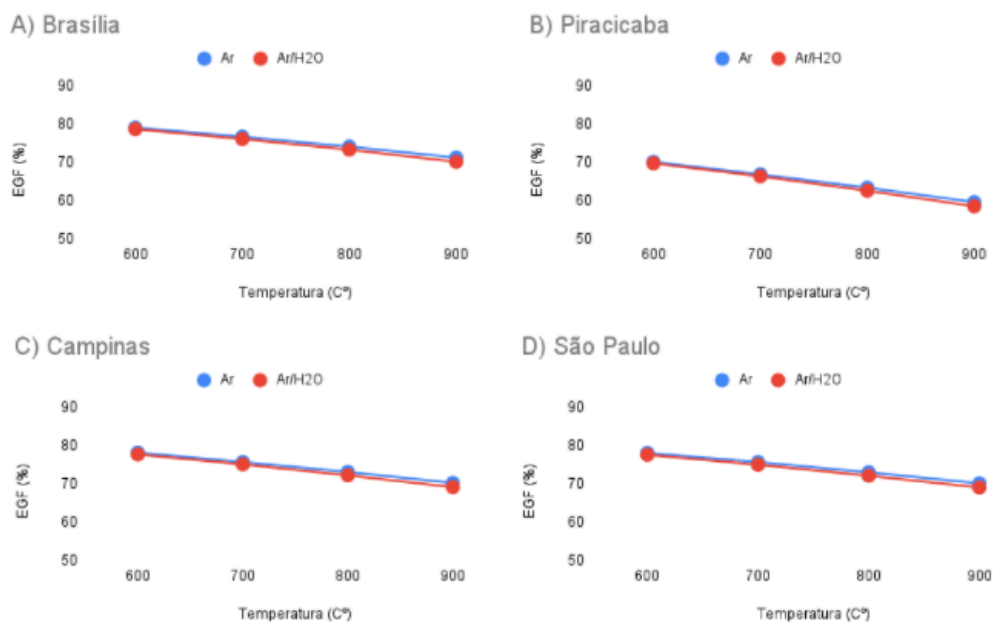 A) Brasília
Ar Ar/H2O
90
80
70
60
50
EGF (%)
600 700 800 900
Temperatura (Cº)
B) Piracicaba
Ar Ar/H2O
90
80
70
60
50
EGF (%)
600 700 800 900
Temperatura (Cº)
C) Campinas
Ar Ar/H2O
90
80
70
60
50
EGF (%)
600 700 800 900
Temperatura (Cº)
D) São Paulo
Ar Ar/H2O
90
80
70
60
50
EGF (%)
600 700 800 900
Temperatura (Cº)